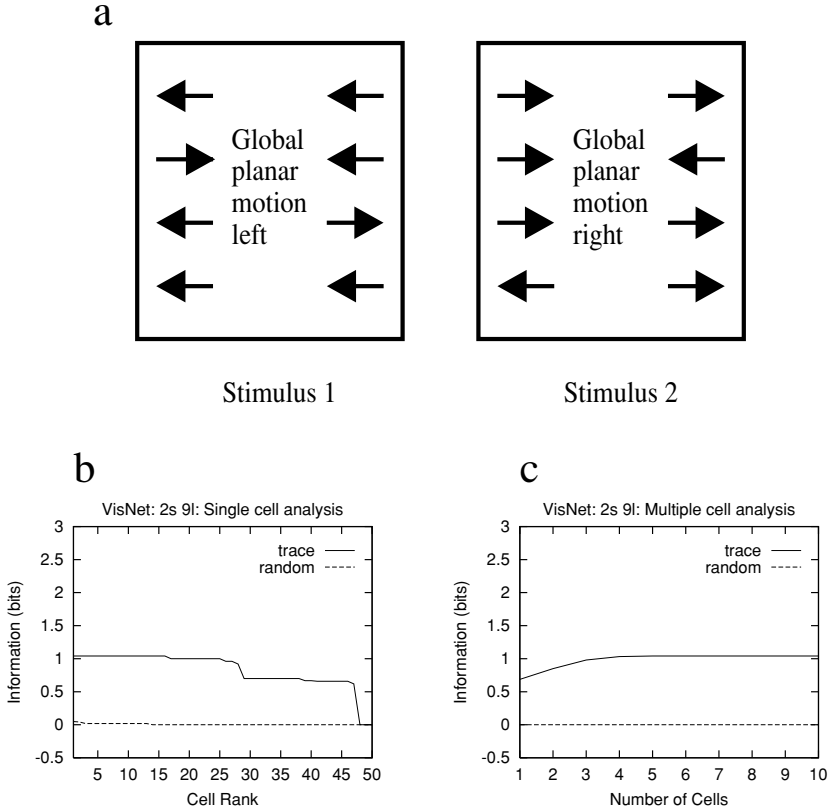 a
Global
planar
motion
left
Global
planar
motion
right
Stimulus 1
Stimulus 2
b
VisNet: 2s 9l: Single cell analysis
3
2.5
2
1.5
1
0.5
0
-0.5
Information (bits)
trace
random
5 10 15 20 25 30 35 40 45 50
Cell Rank
c
VisNet: 2s 9l: Multiple cell analysis
3
2.5
2
1.5
1
0.5
0
-0.5
Information (bits)
trace
random
1 2 3 4 5 6 7 8 9 10
Number of Cells